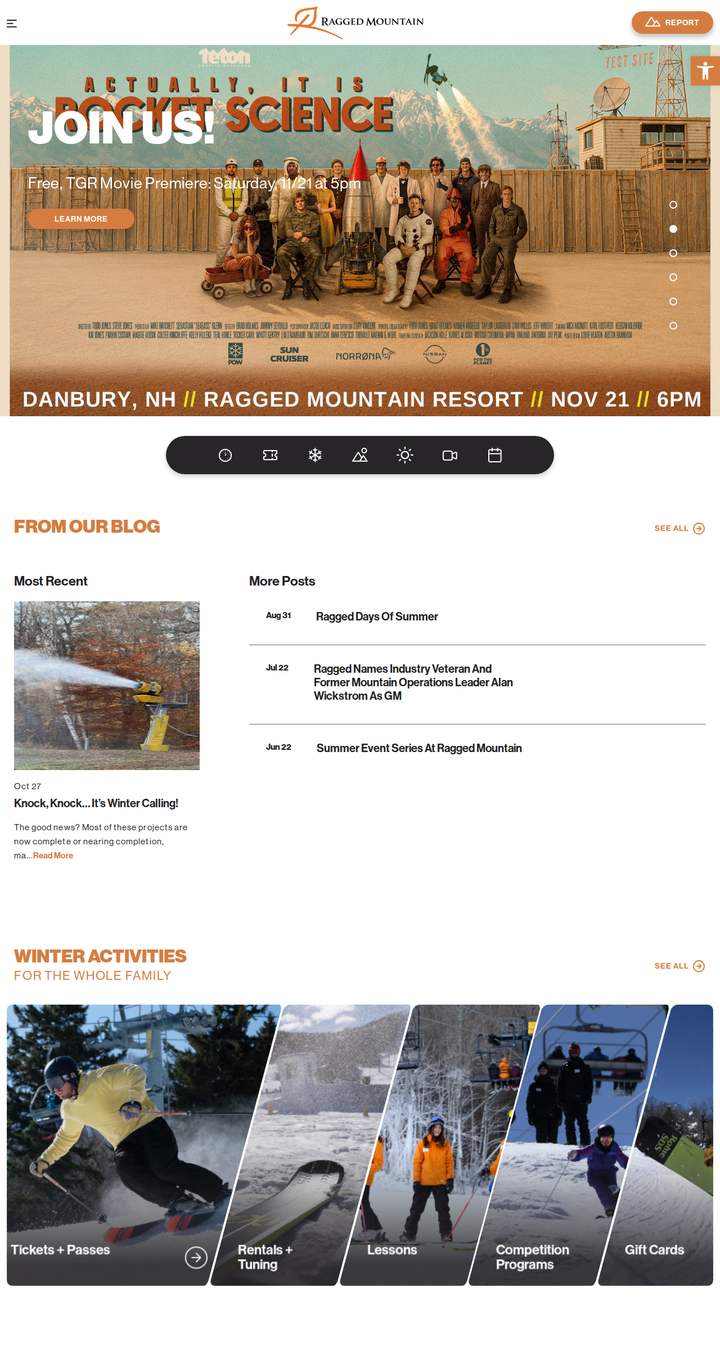 RAGGED MOUNTAIN
REPORT
teton
TEST SITE
ACTUALLY, IT IS
ROCKET SCIENCE
JOIN US!
Free, TGR Movie Premiere: Saturday, 11/21 at 5pm
LEARN MORE
POW
SUN CRUISER
NORRØNA
NISSAN
DANBURY, NH // RAGGED MOUNTAIN RESORT // NOV 21 // 6PM
FROM OUR BLOG
SEE ALL
Most Recent
More Posts
Aug 31 Ragged Days Of Summer
Jul 22 Ragged Names Industry Veteran And
Former Mountain Operations Leader Alan
Wickstrom As GM
Jun 22 Summer Event Series At Ragged Mountain
Oct 27
Knock, Knock... It's Winter Calling!
The good news? Most of these projects are
now complete or nearing completion,
ma...Read More
WINTER ACTIVITIES
FOR THE WHOLE FAMILY
SEE ALL
Tickets + Passes
Rentals +
Tuning
Lessons
Competition
Programs
Gift Cards